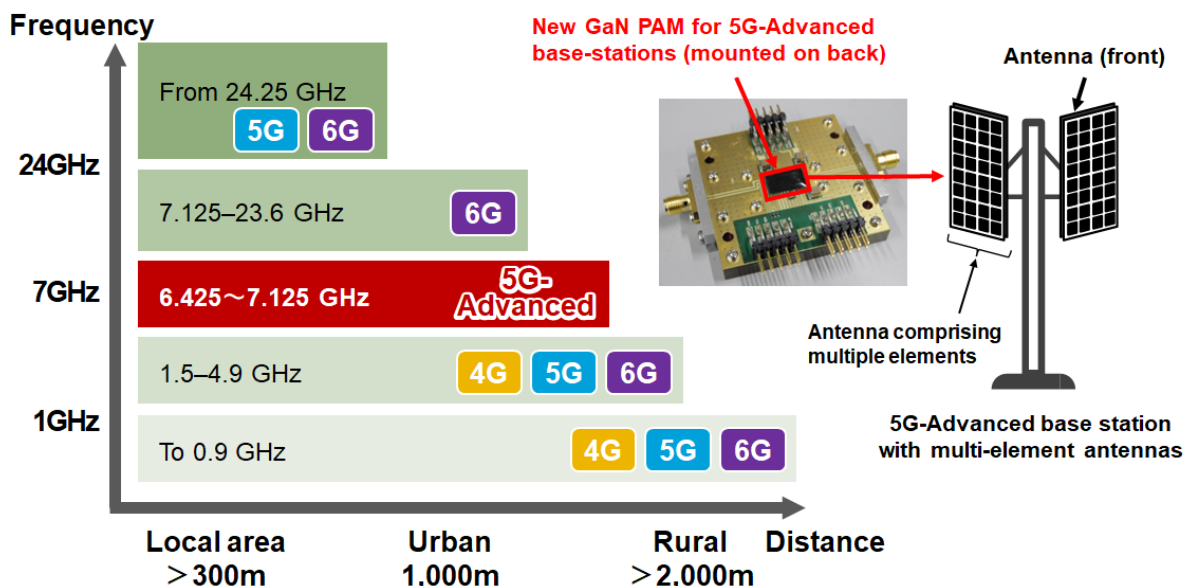 Frequency
From 24.25 GHz
5G 6G
24GHz
7.125–23.6 GHz
6G
7GHz
6.425～7.125 GHz
5G-
Advanced
1.5–4.9 GHz
4G 5G 6G
1GHz
To 0.9 GHz
4G 5G 6G
Local area
＞300m
Urban
1.000m
Rural
＞2.000m
Distance
New GaN PAM for 5G-Advanced
base-stations (mounted on back)
Antenna (front)
Antenna comprising
multiple elements
5G-Advanced base station
with multi-element antennas